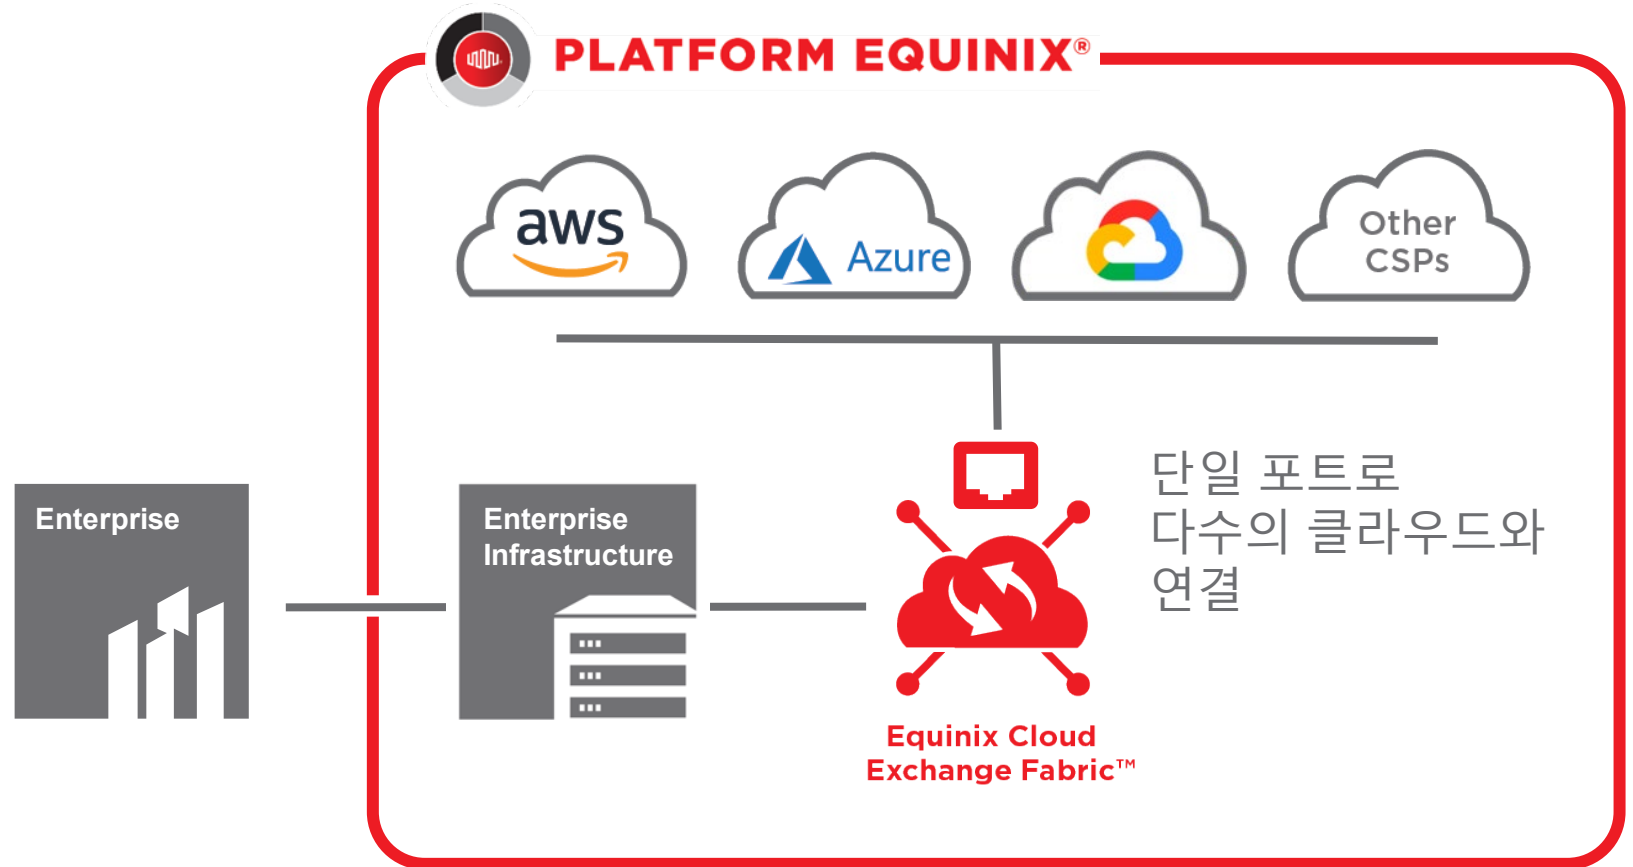 PLATFORM EQUINIX®
aws
Azure
Other
CSPs
단일 포트로
다수의 클라우드와
연결
Enterprise
Enterprise
Infrastructure
Equinix Cloud
Exchange Fabric™